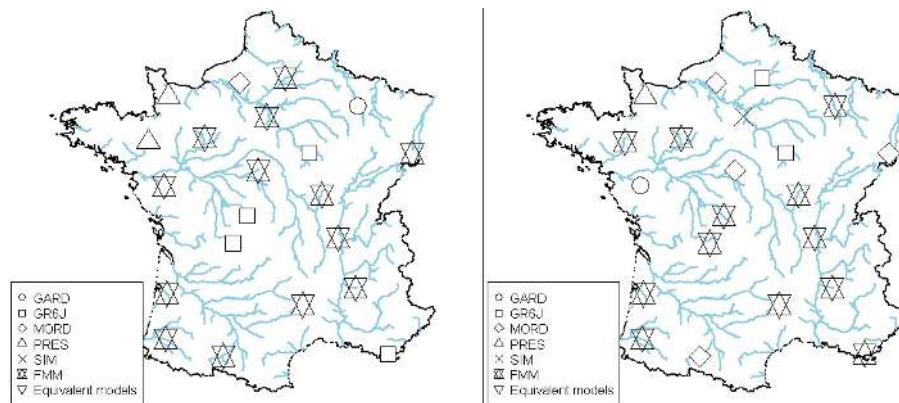 GARD
GR6J
MORD
PRES
SIM
FMM
Equivalent models
GARD
GR6J
MORD
PRES
SIM
FMM
Equivalent models